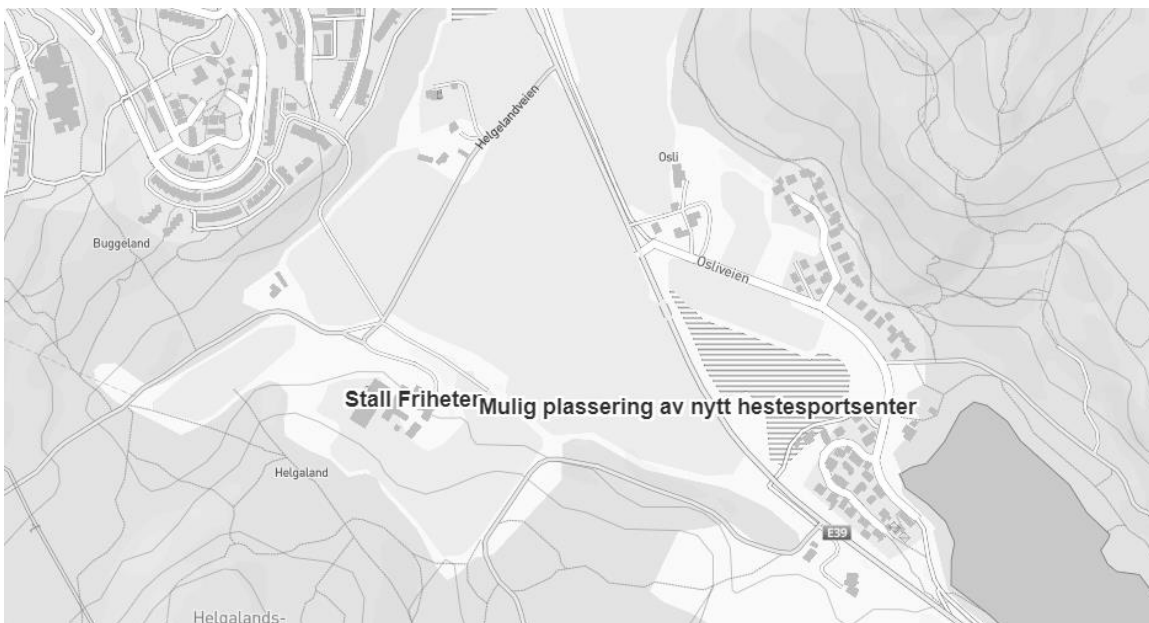 Helgelandveien
Osli
Buggeland
Osliveien
Stall Friheten
Mulig plassering av nytt hestesportsenter
Helgaland
E39
Helgalands-